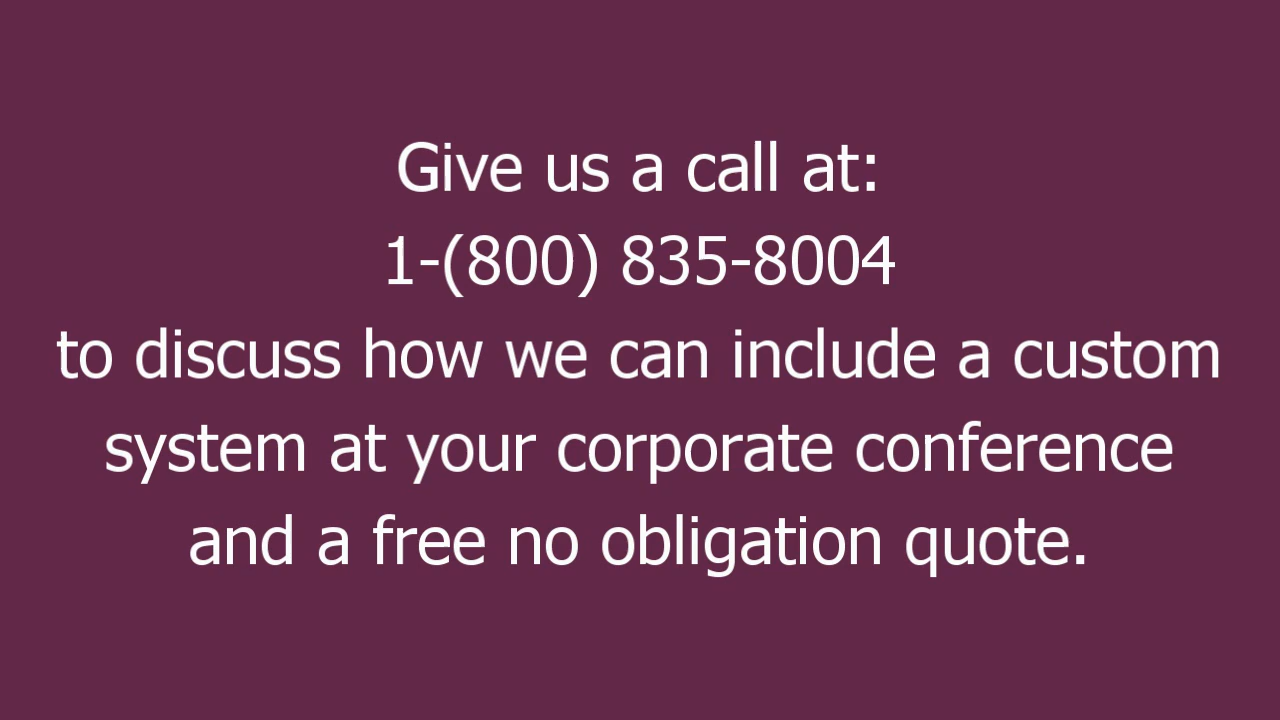 Give us a call at:
1-(800) 835-8004
to discuss how we can include a custom
system at your corporate conference
and a free no obligation quote.